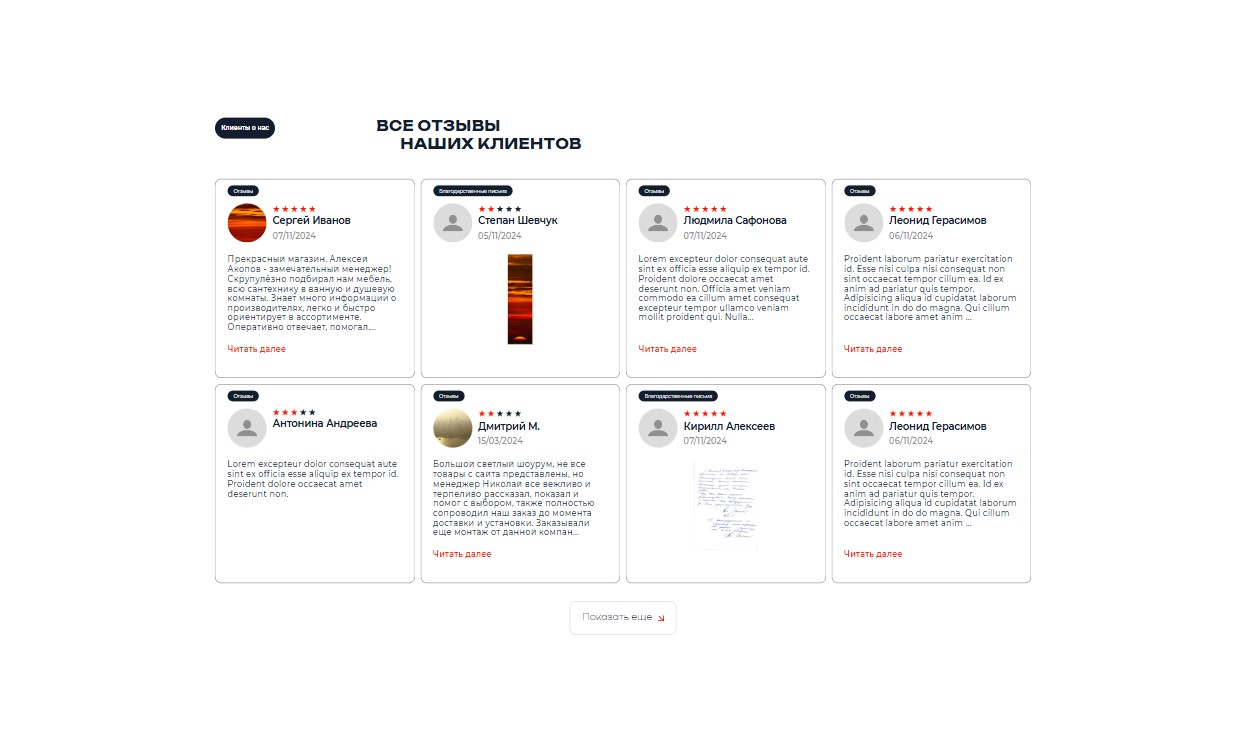 Клиенты о нас
ВСЕ ОТЗЫВЫ
НАШИХ КЛИЕНТОВ
Отзывы
Сергей Иванов
07/11/2024
Прекрасный магазин. Алексей
Акопов - замечательный менеджер!
Скрупулёзно подбирал нам мебель,
всю сантехнику в ванную и душевую
комнаты. Знает много информации о
производителях, легко и быстро
ориентирует в ассортименте.
Оперативно отвечает, помогал....
Читать далее
Благодарственные письма
Степан Шевчук
05/11/2024
Отзывы
Людмила Сафонова
07/11/2024
Lorem excepteur dolor consequat aute
sint ex officia esse aliquip ex tempor id.
Proident dolore occaecat amet
deserunt non. Officia amet veniam
commodo ea cillum amet consequat
excepteur tempor ullamco veniam
mollit proident qui. Nulla...
Читать далее
Отзывы
Леонид Герасимов
06/11/2024
Proident laborum pariatur exercitation
id. Esse nisi culpa nisi consequat non
sint occaecat tempor cillum ea. Id ex
anim ad pariatur quis tempor.
Adipisicing aliqua id cupidatat laborum
incididunt in do do magna. Qui cillum
occaecat labore amet anim ...
Читать далее
Отзывы
Антонина Андреева
Lorem excepteur dolor consequat aute
sint ex officia esse aliquip ex tempor id.
Proident dolore occaecat amet
deserunt non.
Отзывы
Дмитрий М.
15/03/2024
Большой светлый шоурум, не все
товары с сайта представлены, но
менеджер Николай все вежливо и
терпеливо рассказал, показал и
помог с выбором, также полностью
сопроводил наш заказ до момента
доставки и установки. Заказывали
еще монтаж от данной компан...
Читать далее
Благодарственные письма
Кирилл Алексеев
07/11/2024
Отзывы
Леонид Герасимов
06/11/2024
Proident laborum pariatur exercitation
id. Esse nisi culpa nisi consequat non
sint occaecat tempor cillum ea. Id ex
anim ad pariatur quis tempor.
Adipisicing aliqua id cupidatat laborum
incididunt in do do magna. Qui cillum
occaecat labore amet anim ...
Читать далее
Показать еще